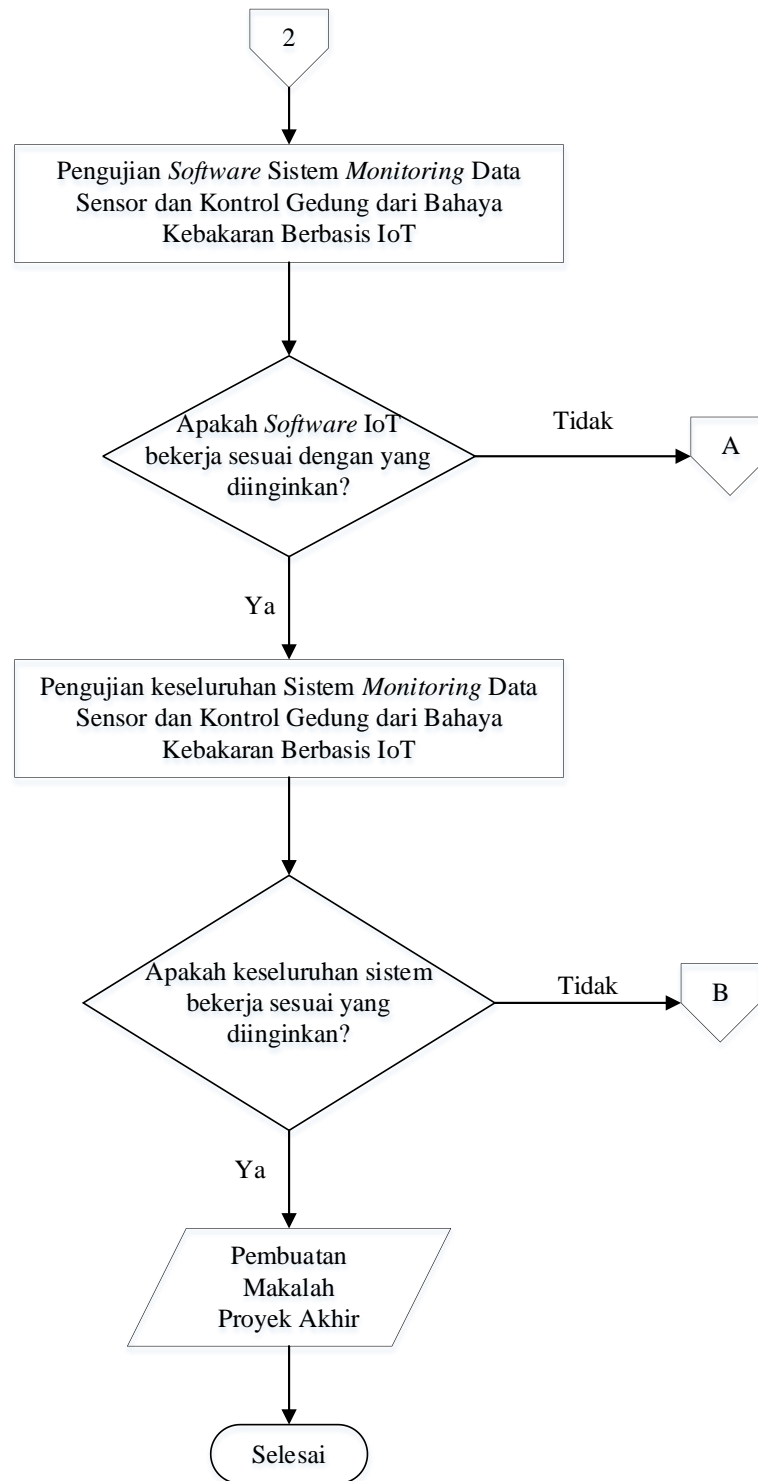 2
Pengujian Software Sistem Monitoring Data
Sensor dan Kontrol Gedung dari Bahaya
Kebakaran Berbasis IoT
Apakah Software IoT
bekerja sesuai dengan yang
diinginkan?
Tidak
A
Ya
Pengujian keseluruhan Sistem Monitoring Data
Sensor dan Kontrol Gedung dari Bahaya
Kebakaran Berbasis IoT
Apakah keseluruhan sistem
bekerja sesuai yang
diinginkan?
Tidak
B
Ya
Pembuatan
Makalah
Proyek Akhir
Selesai